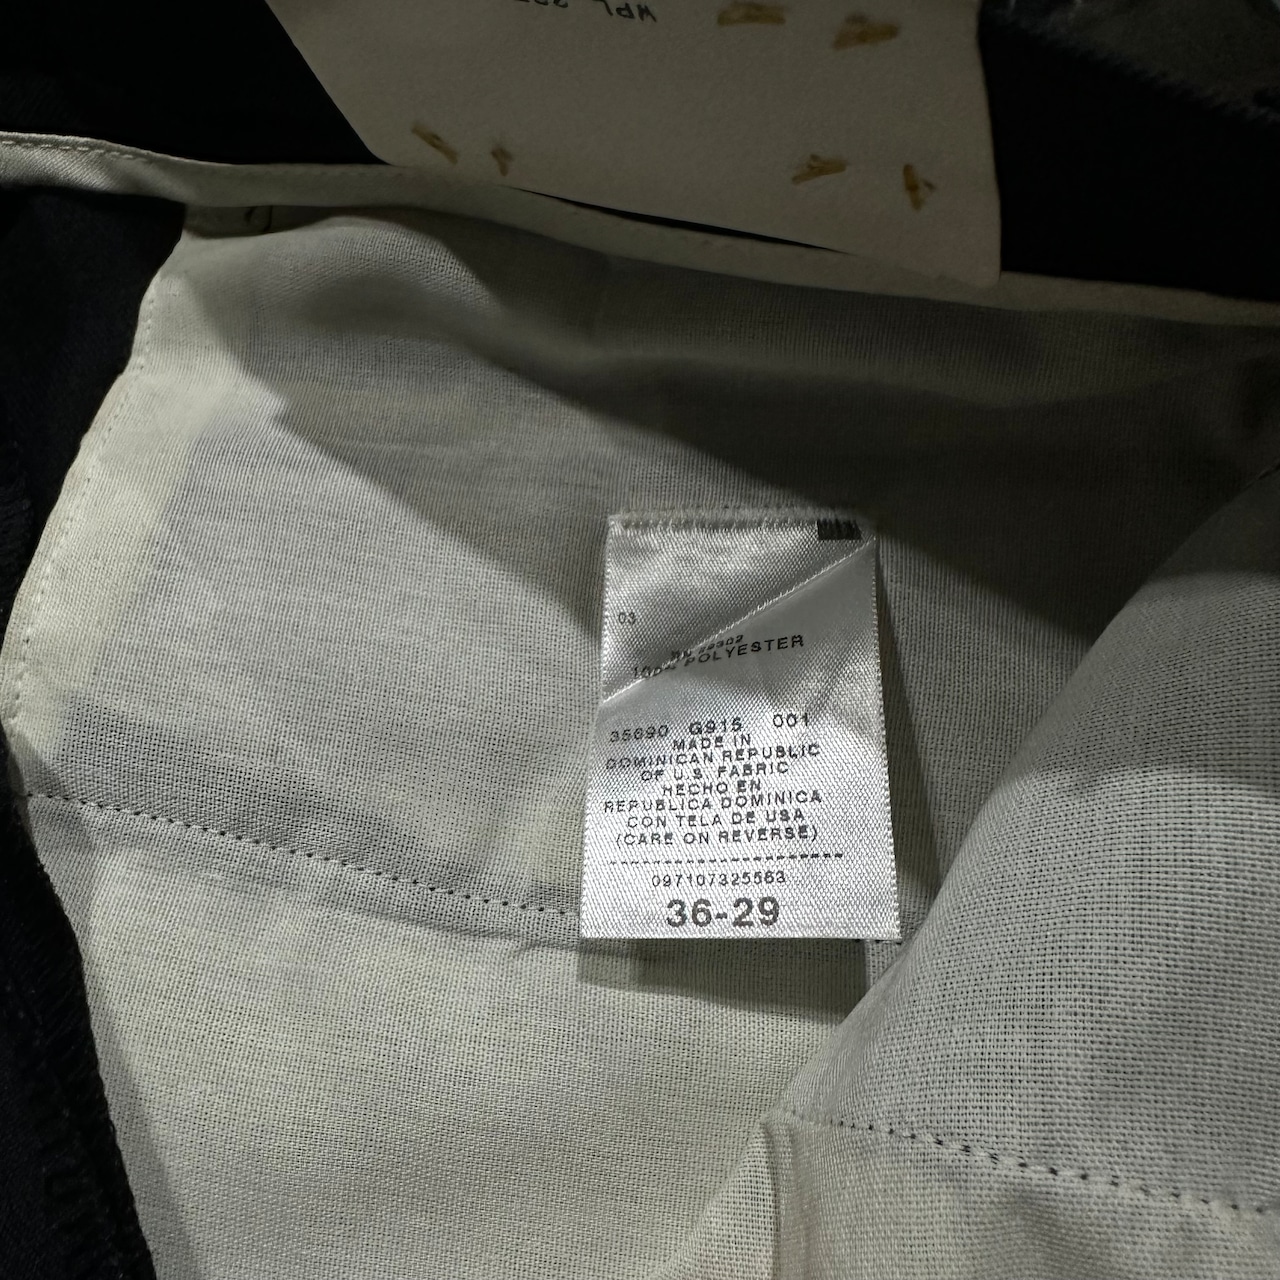 03
100% POLYESTER
35690 G915 001
MADE IN
DOMINICAN REPUBLIC
OF U.S. FABRIC
HECHO EN
REPUBLICA DOMINICA
CON TELA DE USA
(CARE ON REVERSE)
097107325563
36-29
WPL